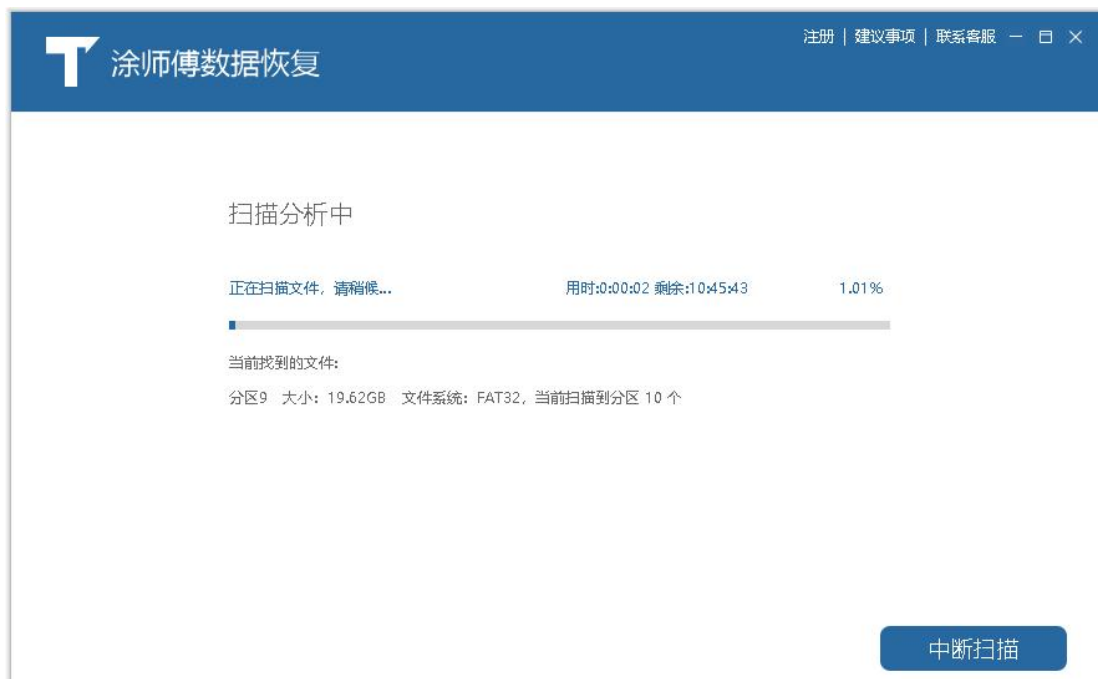 注册 | 建议事项 | 联系客服
涂师傅数据恢复
扫描分析中
正在扫描文件，请稍候... 用时:0:00:02 剩余:10:45:43 1.01%
当前找到的文件:
分区9 大小：19.62GB 文件系统：FAT32，当前扫描到分区 10 个
中断扫描